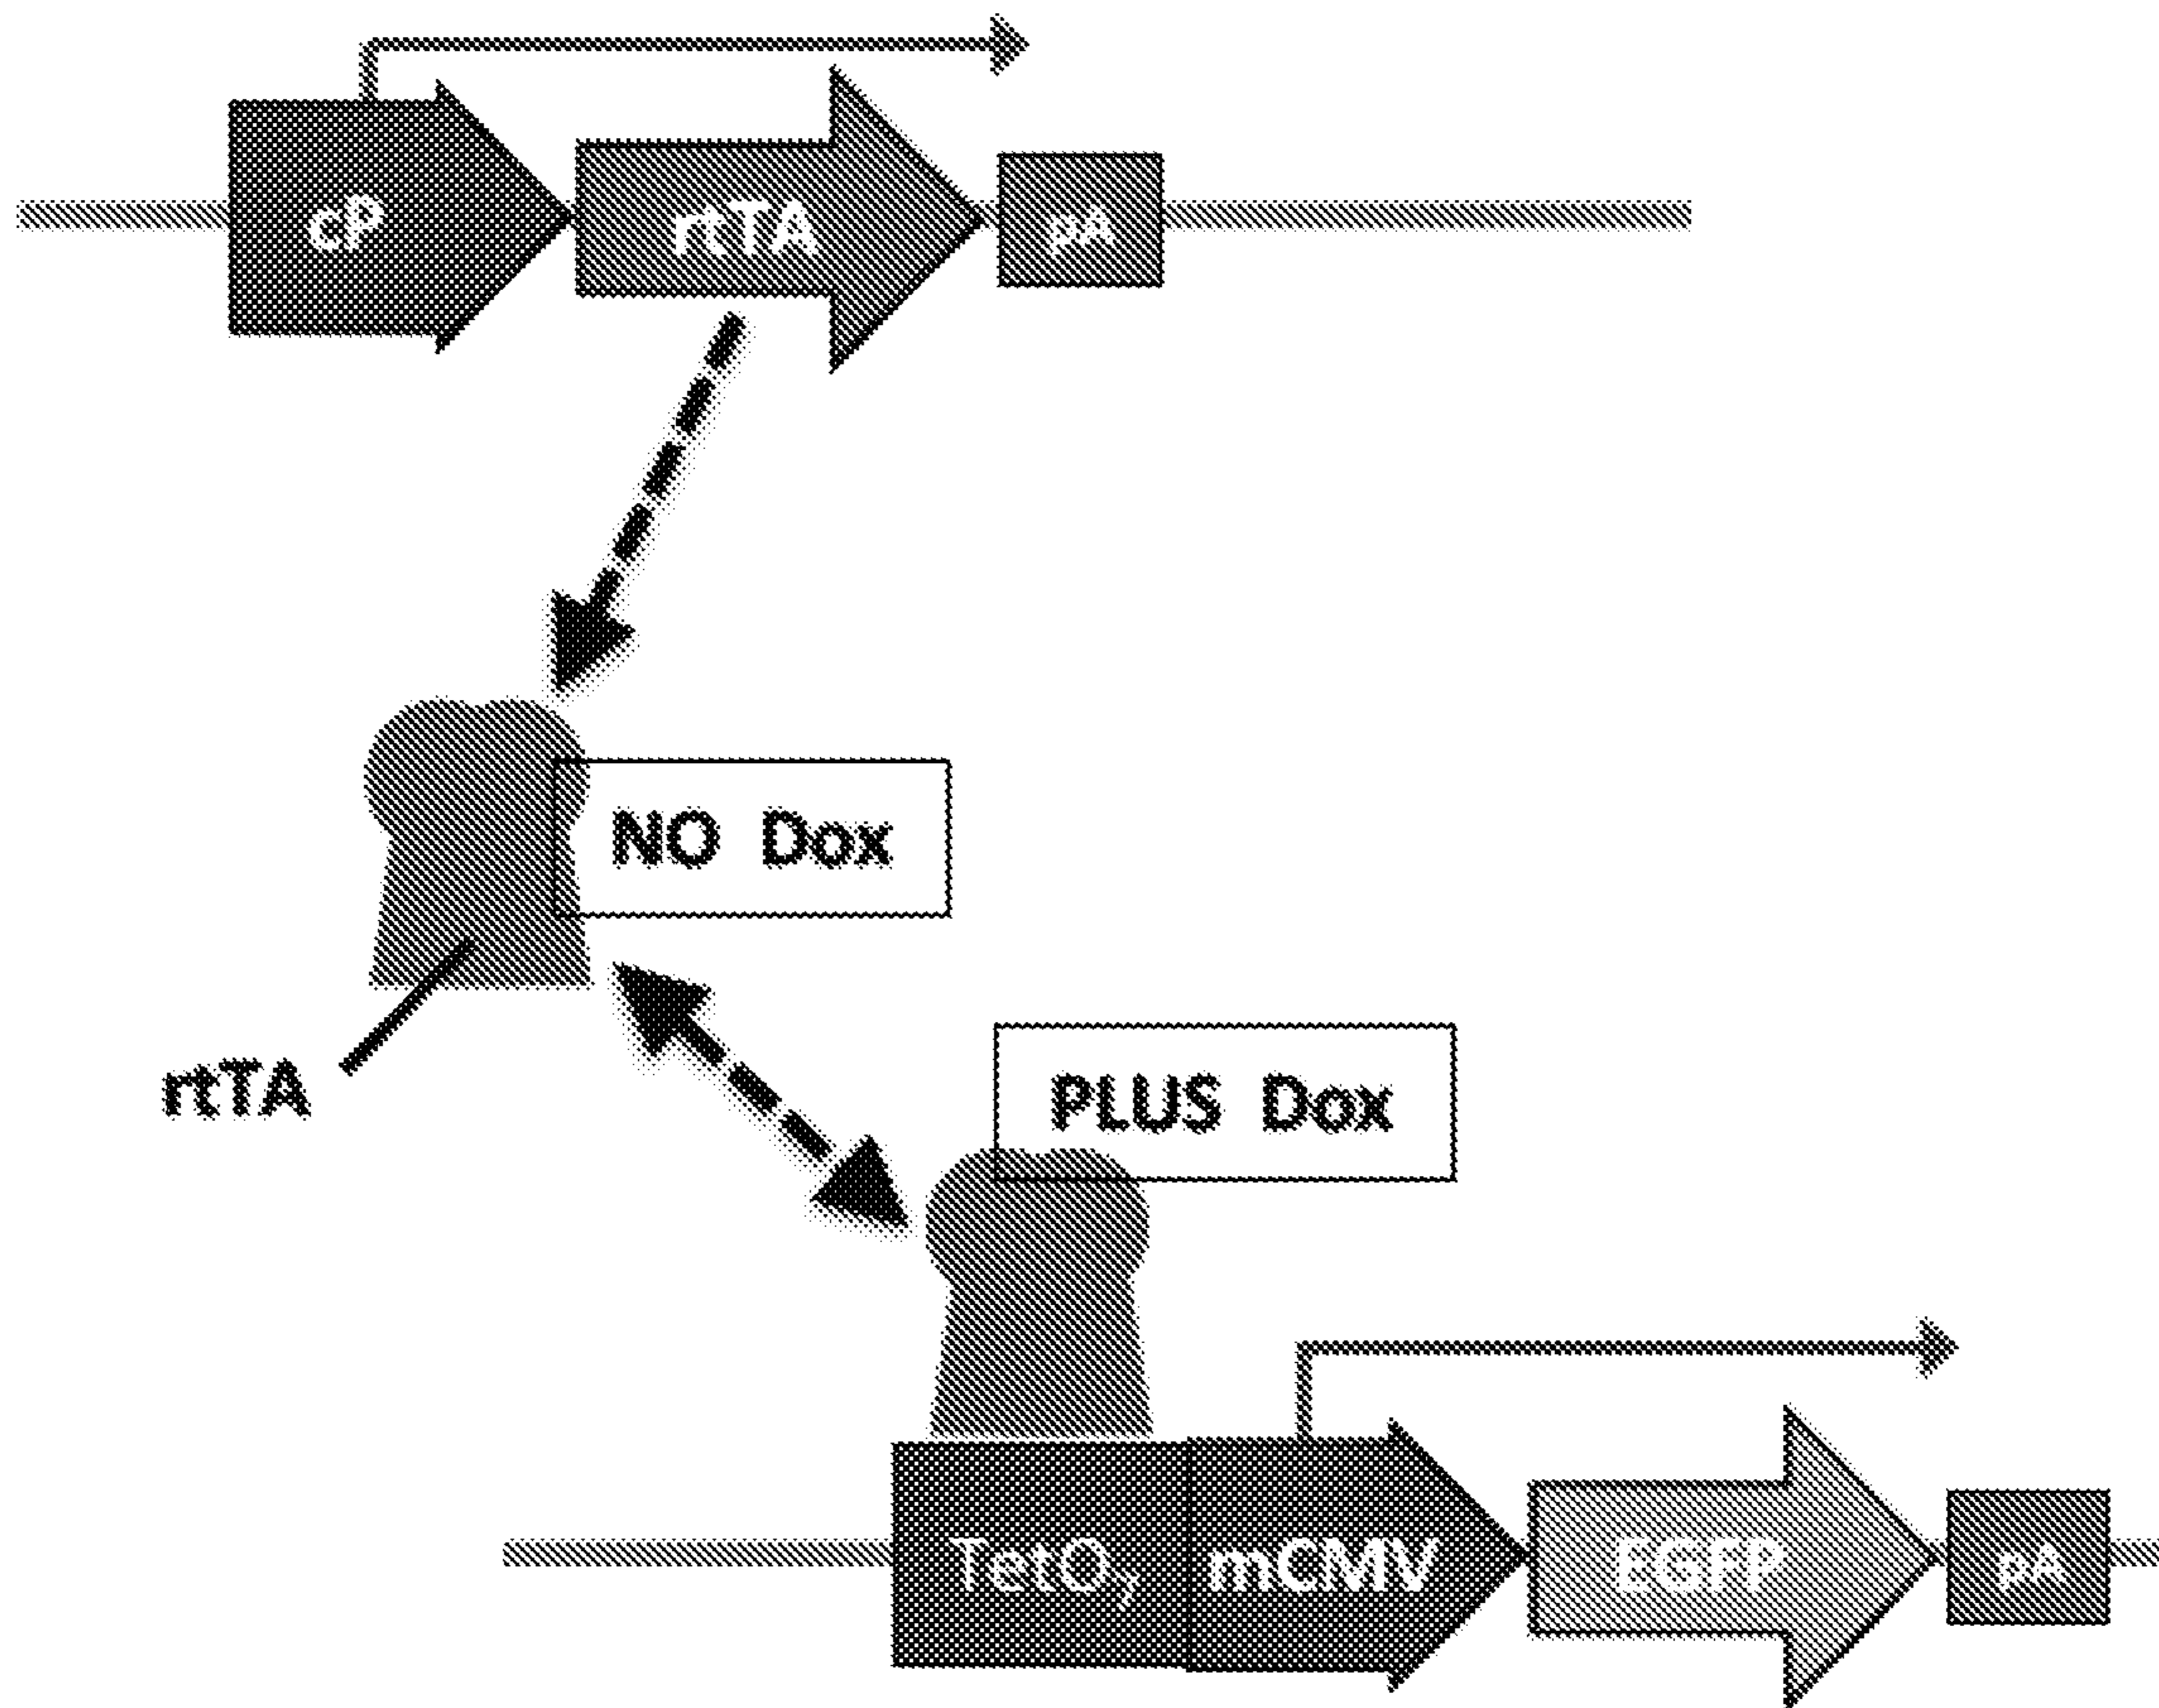 cP
rtTA
pA
NO Dox
rtTA
PLUS Dox
TetO₇
mCMV
EGFP
pA